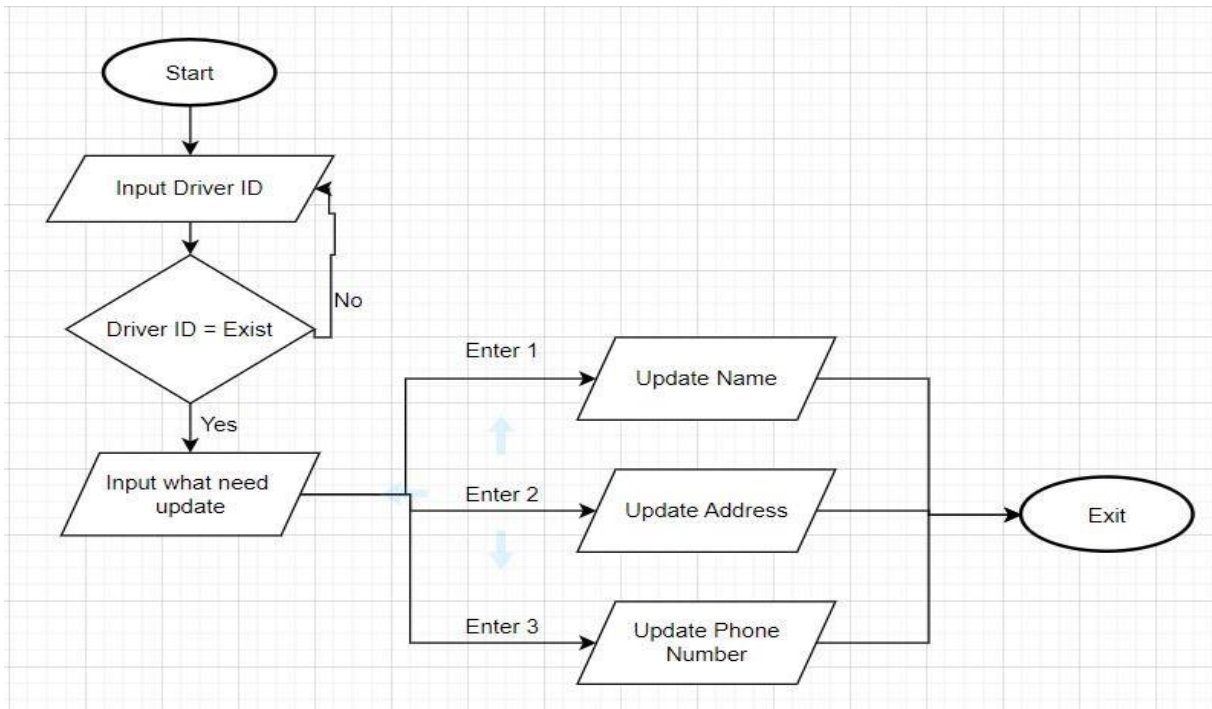 Start
Input Driver ID
No
Driver ID = Exist
Yes
Input what need
update
Enter 1
Update Name
Enter 2
Update Address
Enter 3
Update Phone
Number
Exit